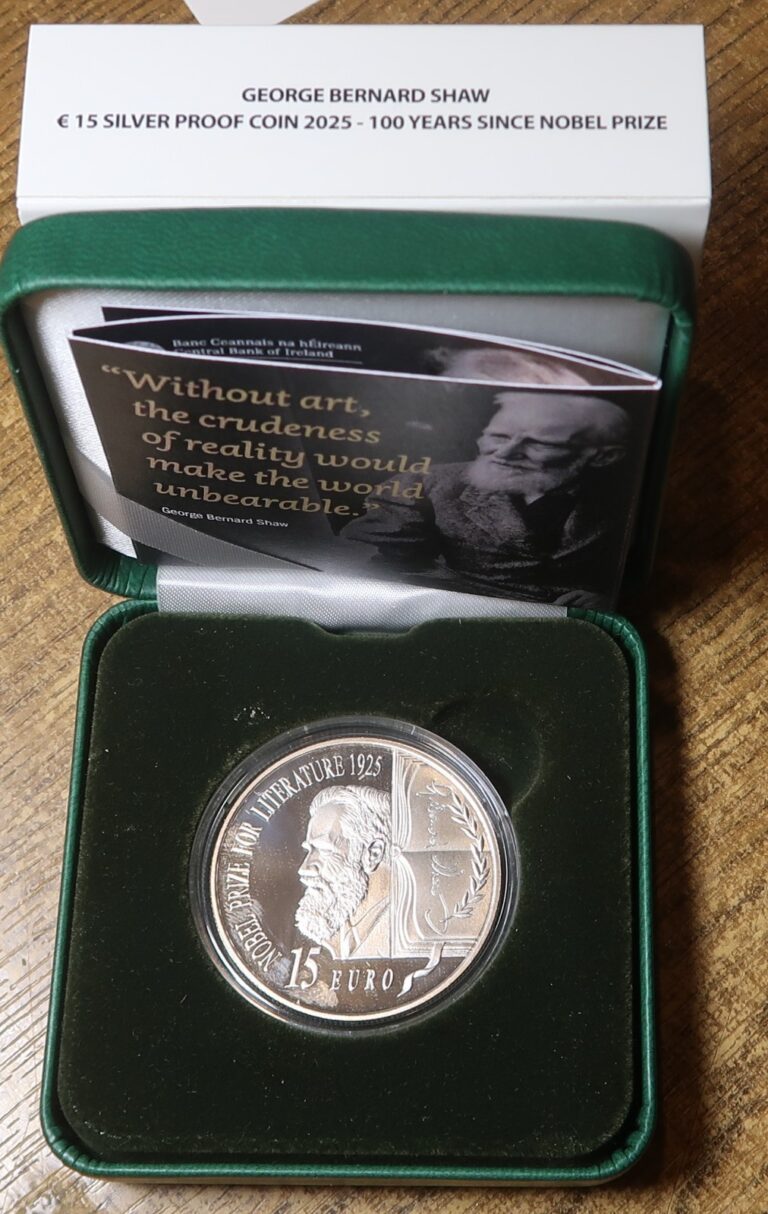 GEORGE BERNARD SHAW
€ 15 SILVER PROOF COIN 2025 - 100 YEARS SINCE NOBEL PRIZE
Banc Ceannais na hÉireann
Central Bank of Ireland
“Without art,
the crudeness
of reality would
make the world
unbearable.”
George Bernard Shaw
NOBEL PRIZE FOR LITERATURE 1925
15 EURO